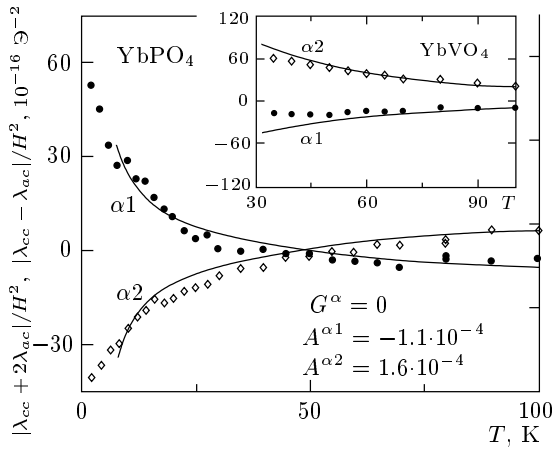 |λcc + 2λac|/H², |λcc − λac|/H², 10⁻¹⁶ Э⁻²
60
30
0
−30
YbPO₄
α1
α2
120
60
0
−60
−120
α2
YbVO₄
α1
30
60
90
T
G^α = 0
A^α1 = −1.1·10⁻⁴
A^α2 = 1.6·10⁻⁴
0
50
100
T, K